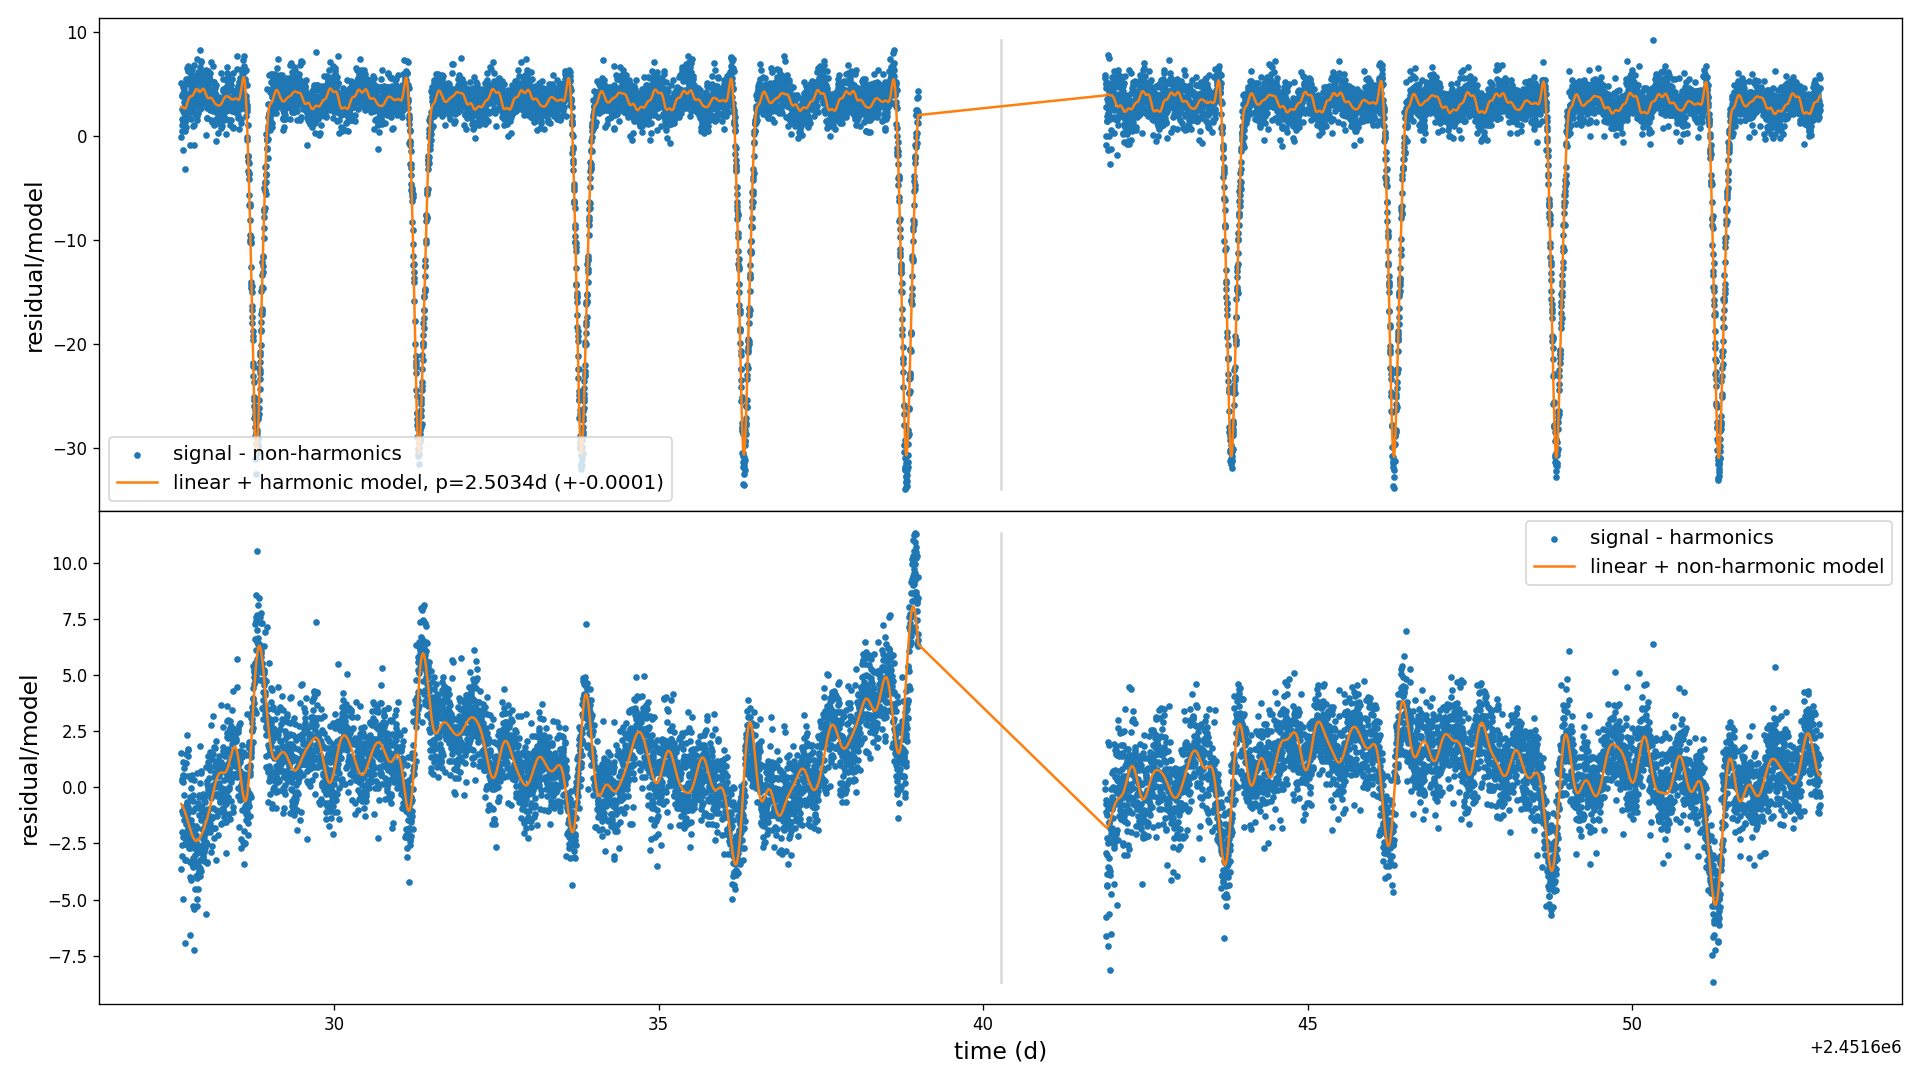 10
0
−10
−20
−30
residual/model
signal - non-harmonics
linear + harmonic model, p=2.5034d (+-0.0001)
10.0
7.5
5.0
2.5
0.0
−2.5
−5.0
−7.5
residual/model
signal - harmonics
linear + non-harmonic model
30 35 40 45 50
time (d)
+2.4516e6